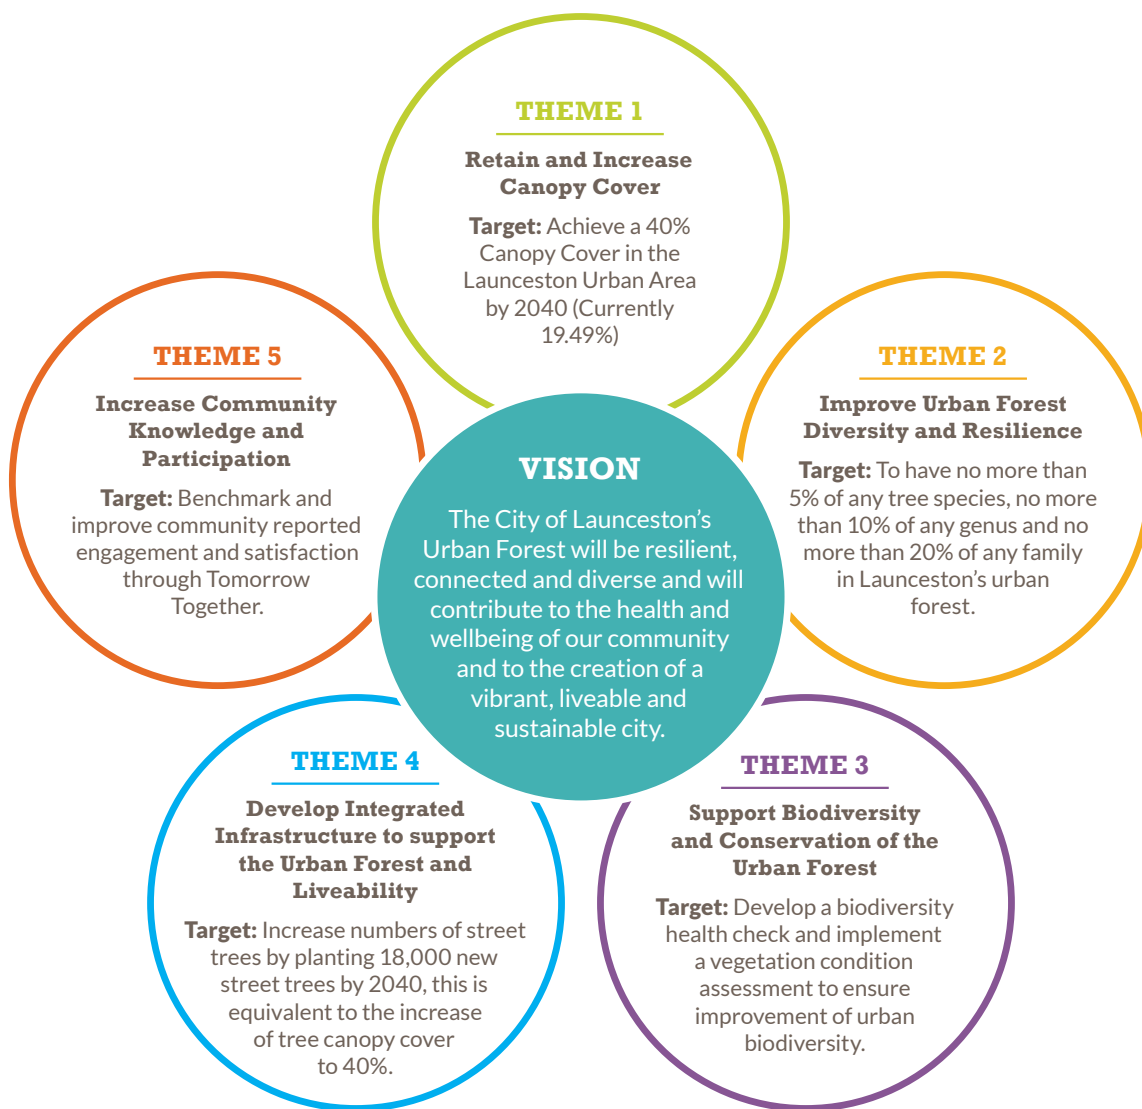 THEME 1
Retain and Increase
Canopy Cover
Target: Achieve a 40%
Canopy Cover in the
Launceston Urban Area
by 2040 (Currently
19.49%)
THEME 2
Improve Urban Forest
Diversity and Resilience
Target: To have no more than
5% of any tree species, no more
than 10% of any genus and no
more than 20% of any family
in Launceston’s urban
forest.
THEME 3
Support Biodiversity
and Conservation of the
Urban Forest
Target: Develop a biodiversity
health check and implement
a vegetation condition
assessment to ensure
improvement of urban
biodiversity.
THEME 4
Develop Integrated
Infrastructure to support
the Urban Forest and
Liveability
Target: Increase numbers of street
trees by planting 18,000 new
street trees by 2040, this is
equivalent to the increase
of tree canopy cover
to 40%.
THEME 5
Increase Community
Knowledge and
Participation
Target: Benchmark and
improve community reported
engagement and satisfaction
through Tomorrow
Together.
VISION
The City of Launceston’s
Urban Forest will be resilient,
connected and diverse and will
contribute to the health and
wellbeing of our community
and to the creation of a
vibrant, liveable and
sustainable city.